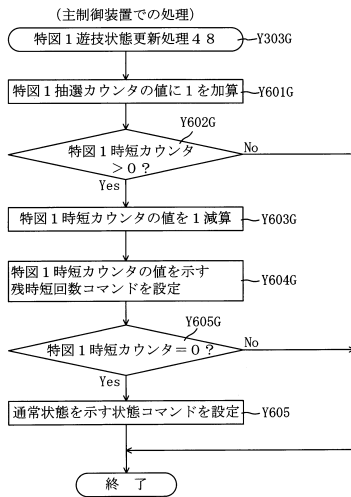 (主制御装置での処理)
特図1遊技状態更新処理48
Y303G
特図1抽選カウンタの値に1を加算
Y601G
Y602G
特図1時短カウンタ
>0?
No
Yes
特図1時短カウンタの値を1減算
Y603G
特図1時短カウンタの値を示す
残時短回数コマンドを設定
Y604G
Y605G
特図1時短カウンタ=0?
No
Yes
通常状態を示す状態コマンドを設定
Y605
終 了